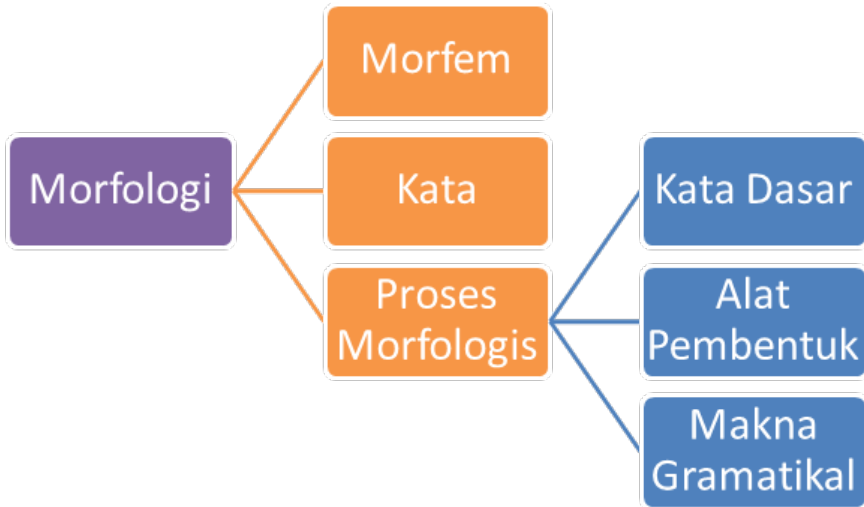 Morfologi
Morfem
Kata
Proses
Morfologis
Kata Dasar
Alat
Pembentuk
Makna
Gramatikal